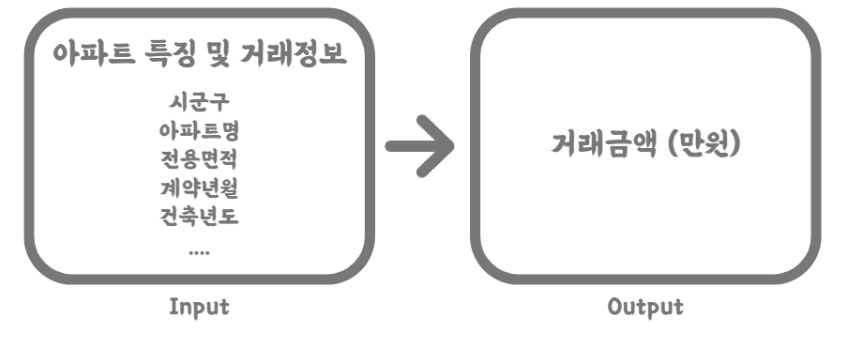 아파트 특징 및 거래정보
시군구
아파트명
전용면적
계약년월
건축년도
....
거래금액 (만원)
Input
Output